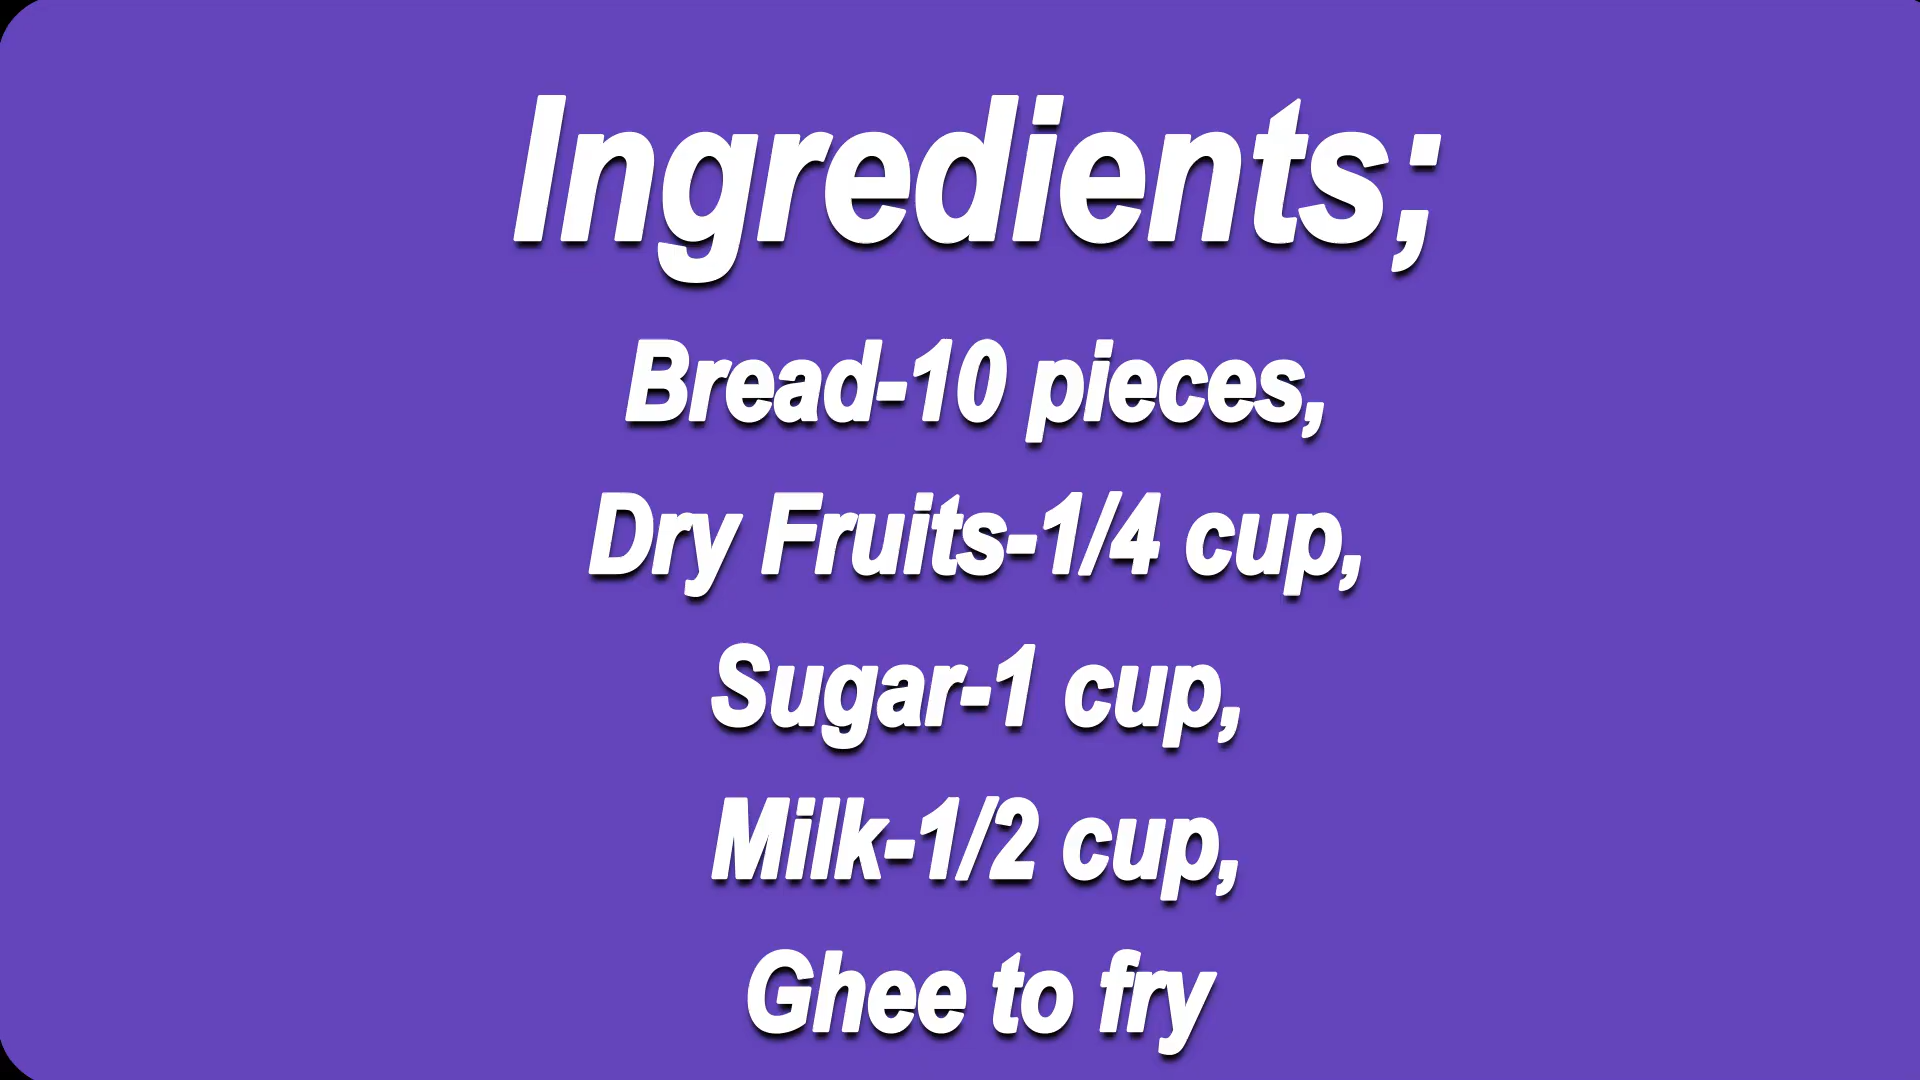 Ingredients;
Bread-10 pieces,
Dry Fruits-1/4 cup,
Sugar-1 cup,
Milk-1/2 cup,
Ghee to fry